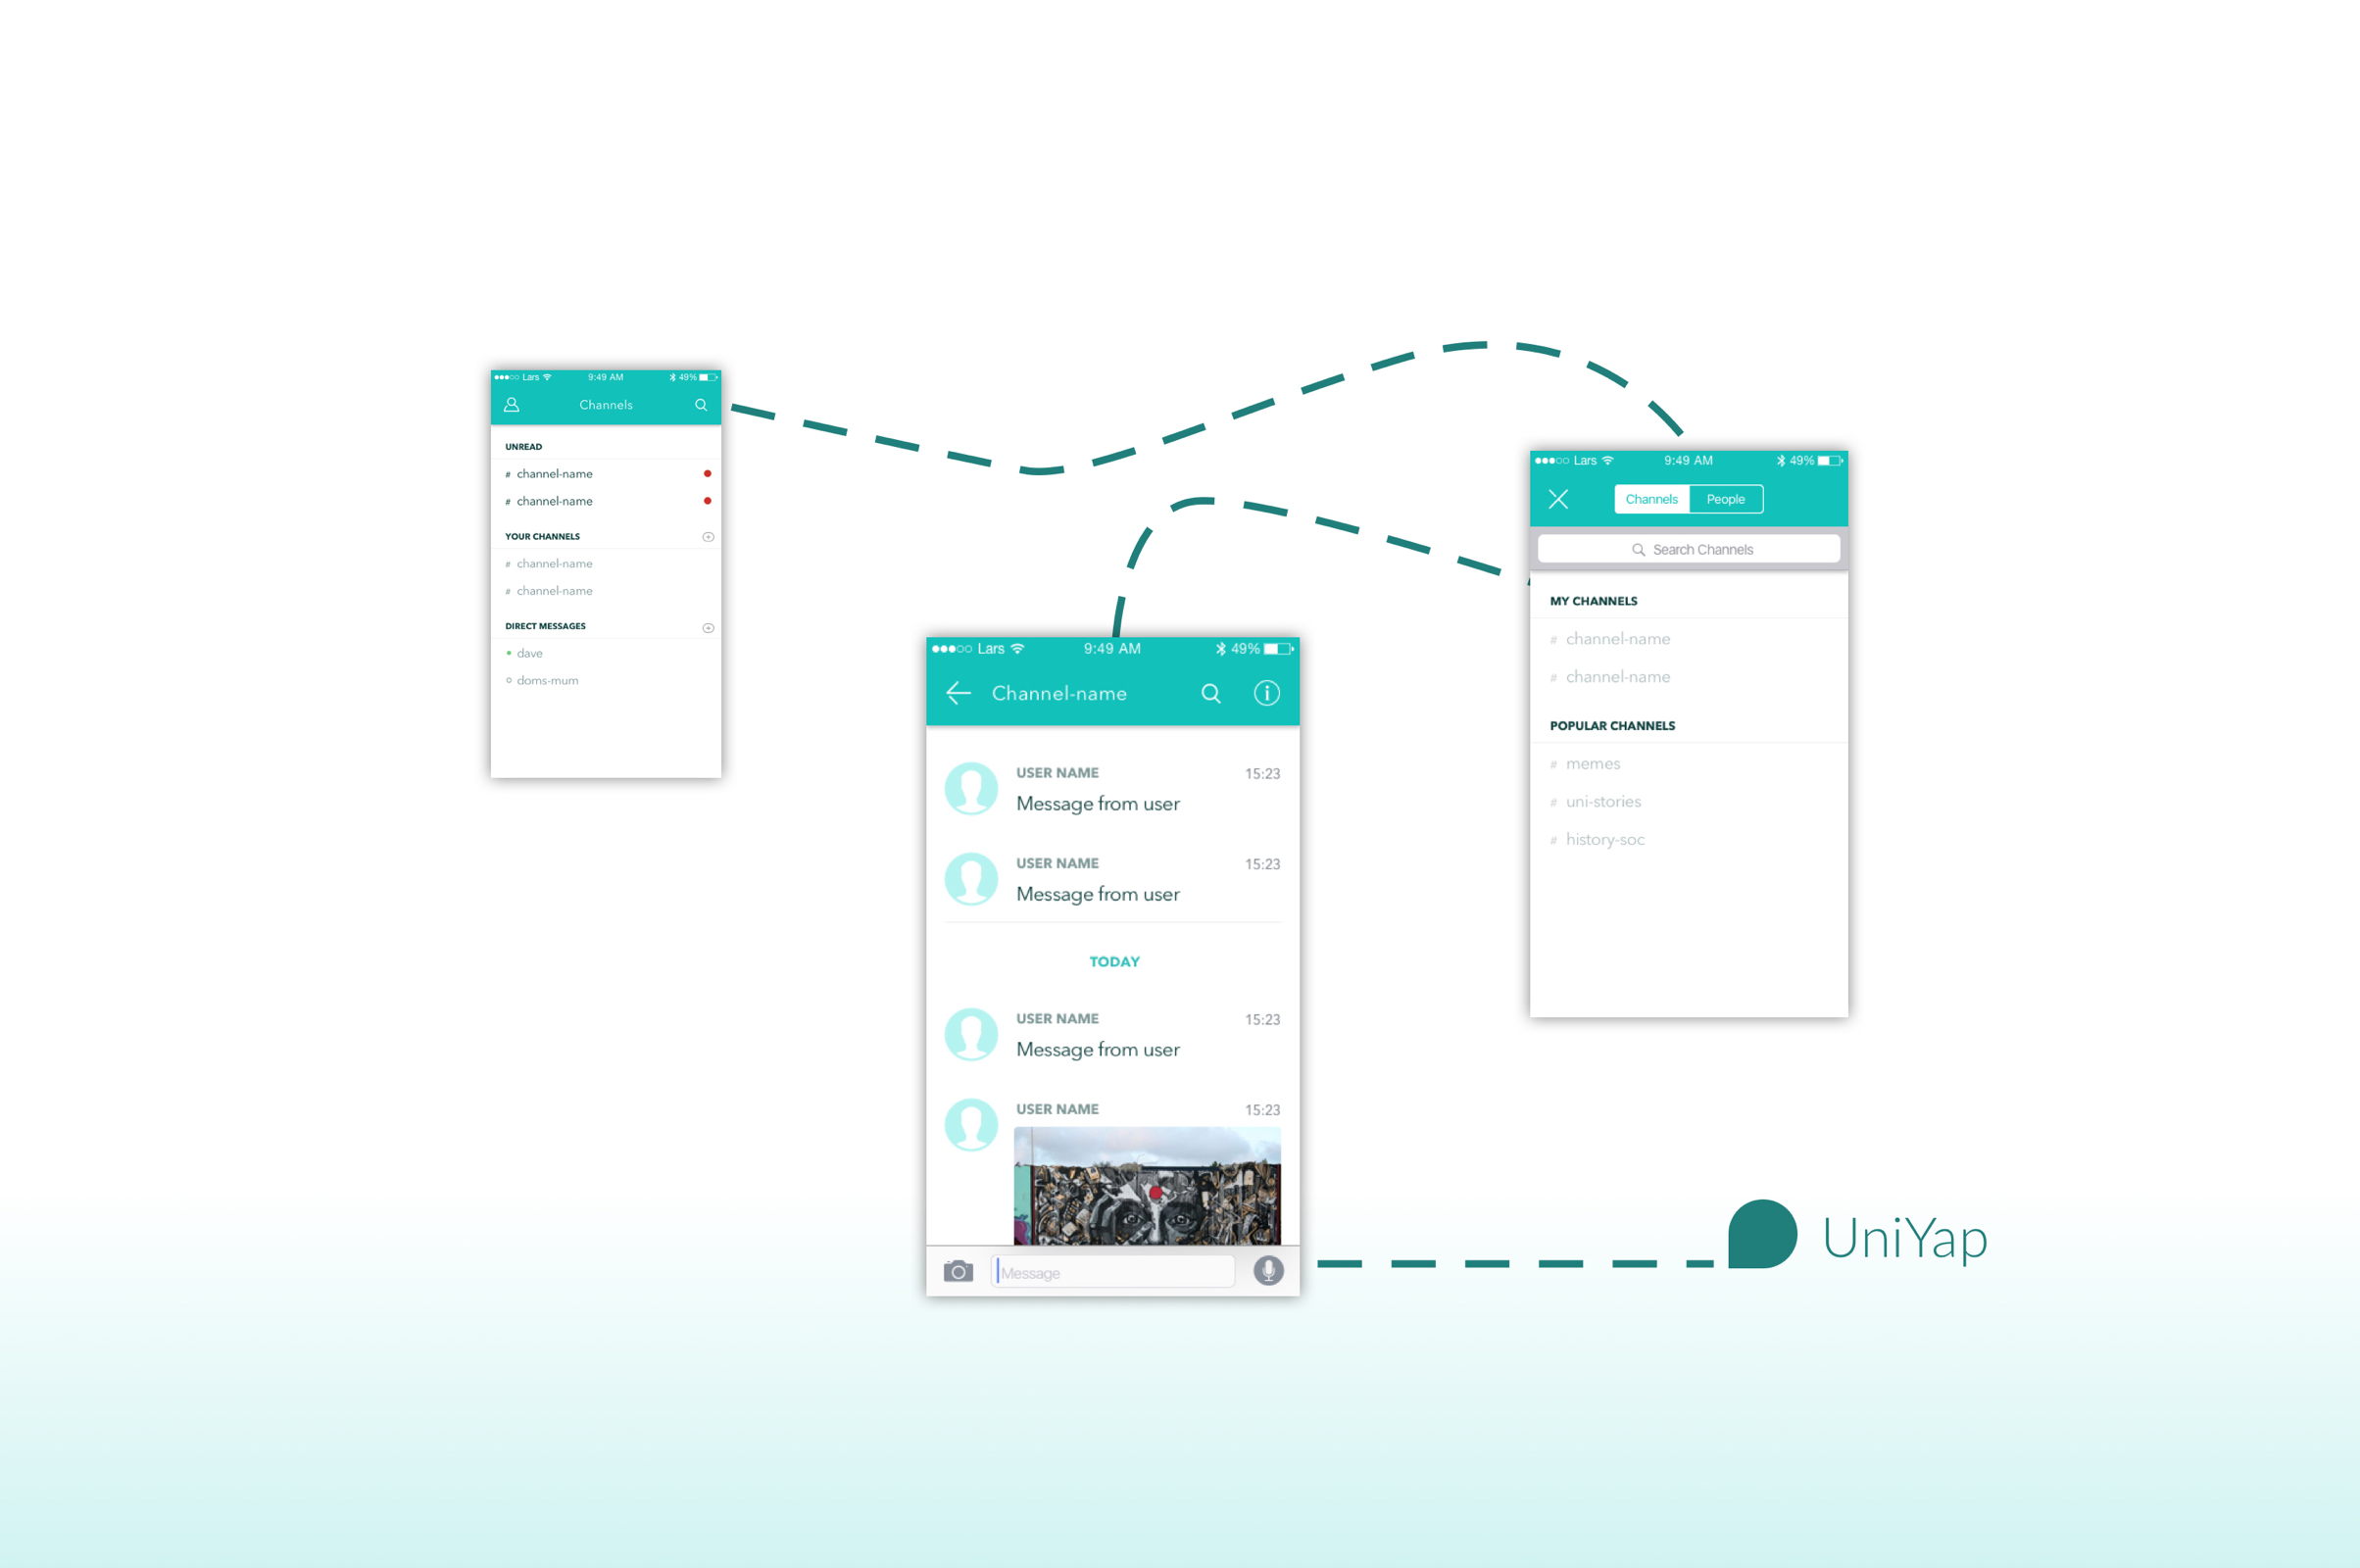 Lars 9:49 AM 49%
Channels
UNREAD
# channel-name
# channel-name
YOUR CHANNELS
# channel-name
# channel-name
DIRECT MESSAGES
dave
doms-mum
Lars 9:49 AM 49%
Channel-name
USER NAME 15:23
Message from user
USER NAME 15:23
Message from user
TODAY
USER NAME 15:23
Message from user
USER NAME 15:23
Message
Lars 9:49 AM 49%
Channels People
Search Channels
MY CHANNELS
# channel-name
# channel-name
POPULAR CHANNELS
# memes
# uni-stories
# history-soc
UniYap